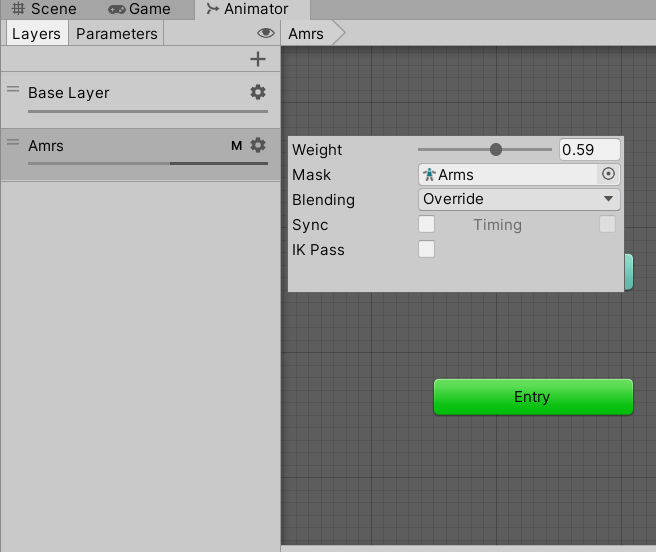 Scene Game Animator
Layers Parameters Amrs
Base Layer
Amrs M
Weight 0.59
Mask Arms
Blending Override
Sync Timing
IK Pass
Entry